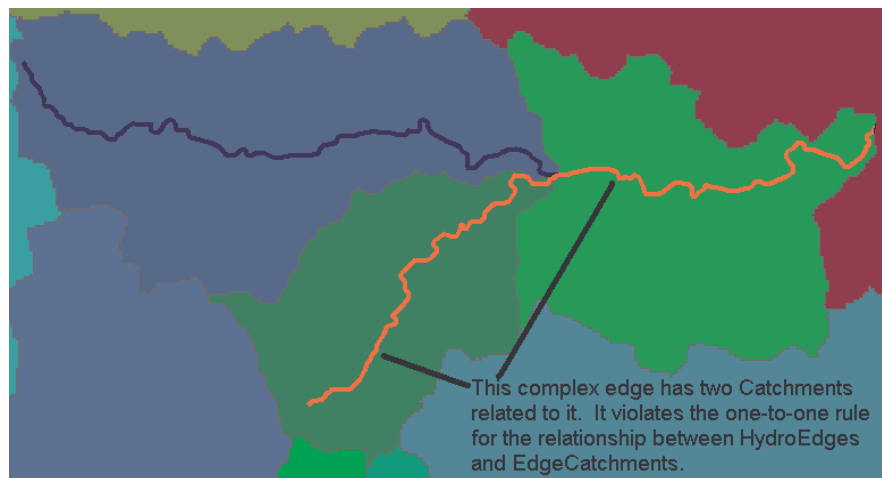 This complex edge has two Catchments
related to it.  It violates the one-to-one rule
for the relationship between HydroEdges
and EdgeCatchments.